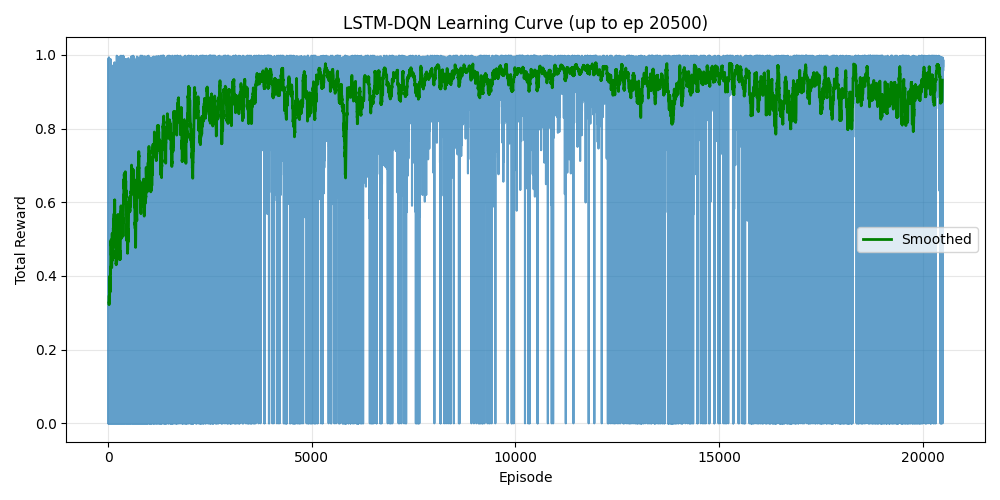 LSTM-DQN Learning Curve (up to ep 20500)
1.0
0.8
0.6
0.4
0.2
0.0
Total Reward
Smoothed
0 5000 10000 15000 20000
Episode